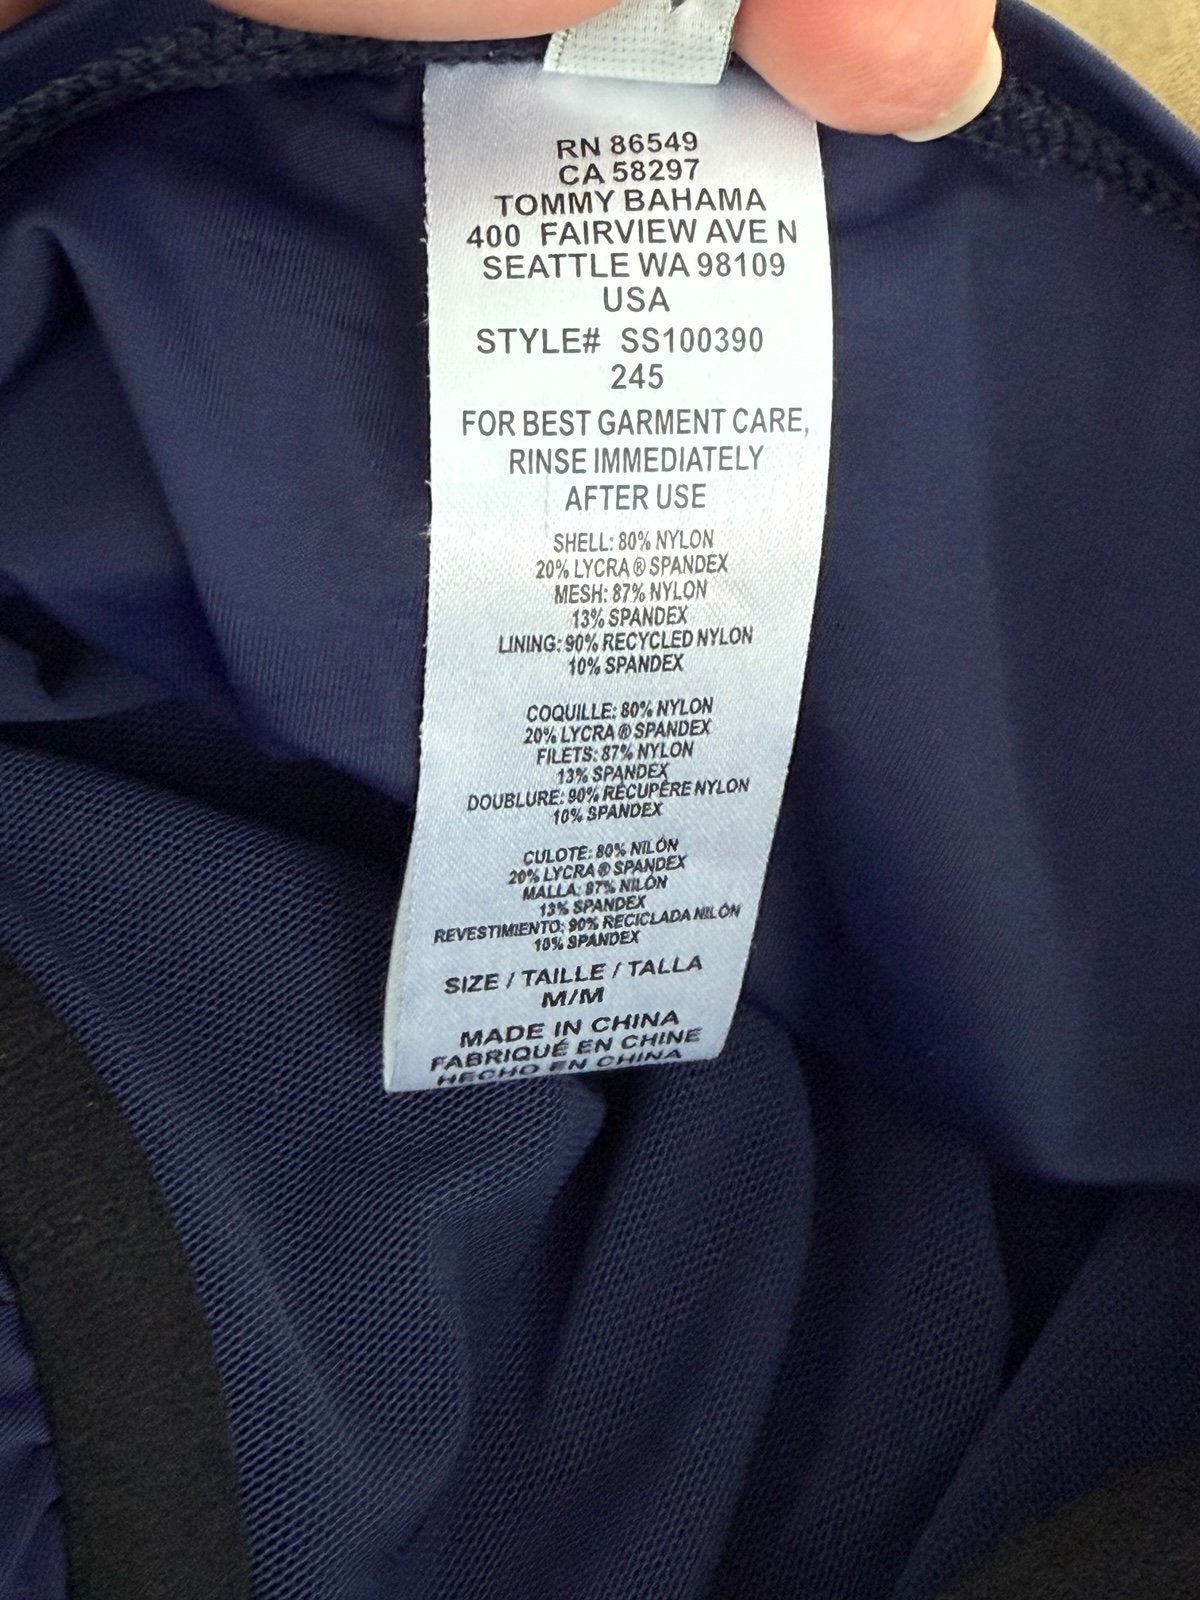 RN 86549
CA 58297
TOMMY BAHAMA
400 FAIRVIEW AVE N
SEATTLE WA 98109
USA
STYLE# SS100390
245
FOR BEST GARMENT CARE,
RINSE IMMEDIATELY
AFTER USE
SHELL: 80% NYLON
20% LYCRA ® SPANDEX
MESH: 87% NYLON
13% SPANDEX
LINING: 90% RECYCLED NYLON
10% SPANDEX
COQUILLE: 80% NYLON
20% LYCRA ® SPANDEX
FILETS: 87% NYLON
13% SPANDEX
DOUBLURE: 90% RÉCUPÉRÉ NYLON
10% SPANDEX
CULOTE: 80% NILÓN
20% LYCRA ® SPANDEX
MALLA: 87% NILÓN
13% SPANDEX
REVESTIMIENTO: 90% RECICLADA NILÓN
10% SPANDEX
SIZE / TAILLE / TALLA
M/M
MADE IN CHINA
FABRIQUÉ EN CHINE
HECHO EN CHINA